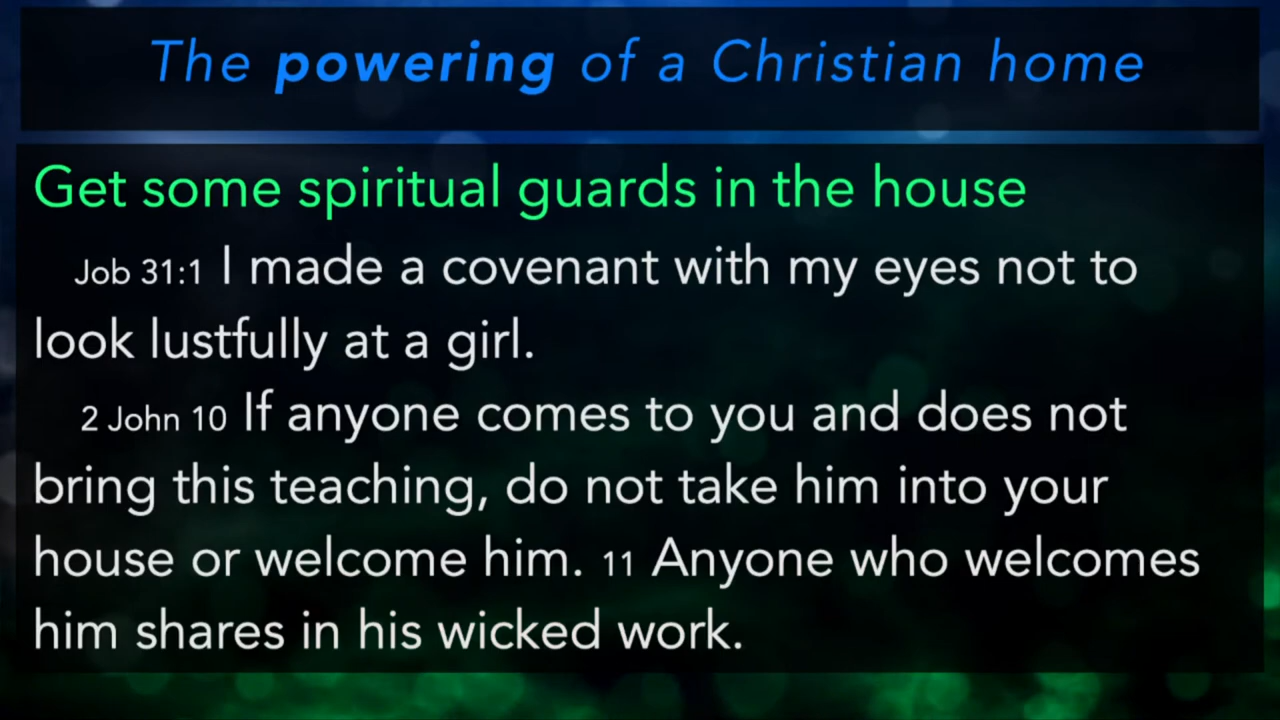 The powering of a Christian home
Get some spiritual guards in the house
Job 31:1 I made a covenant with my eyes not to
look lustfully at a girl.
2 John 10 If anyone comes to you and does not
bring this teaching, do not take him into your
house or welcome him. 11 Anyone who welcomes
him shares in his wicked work.